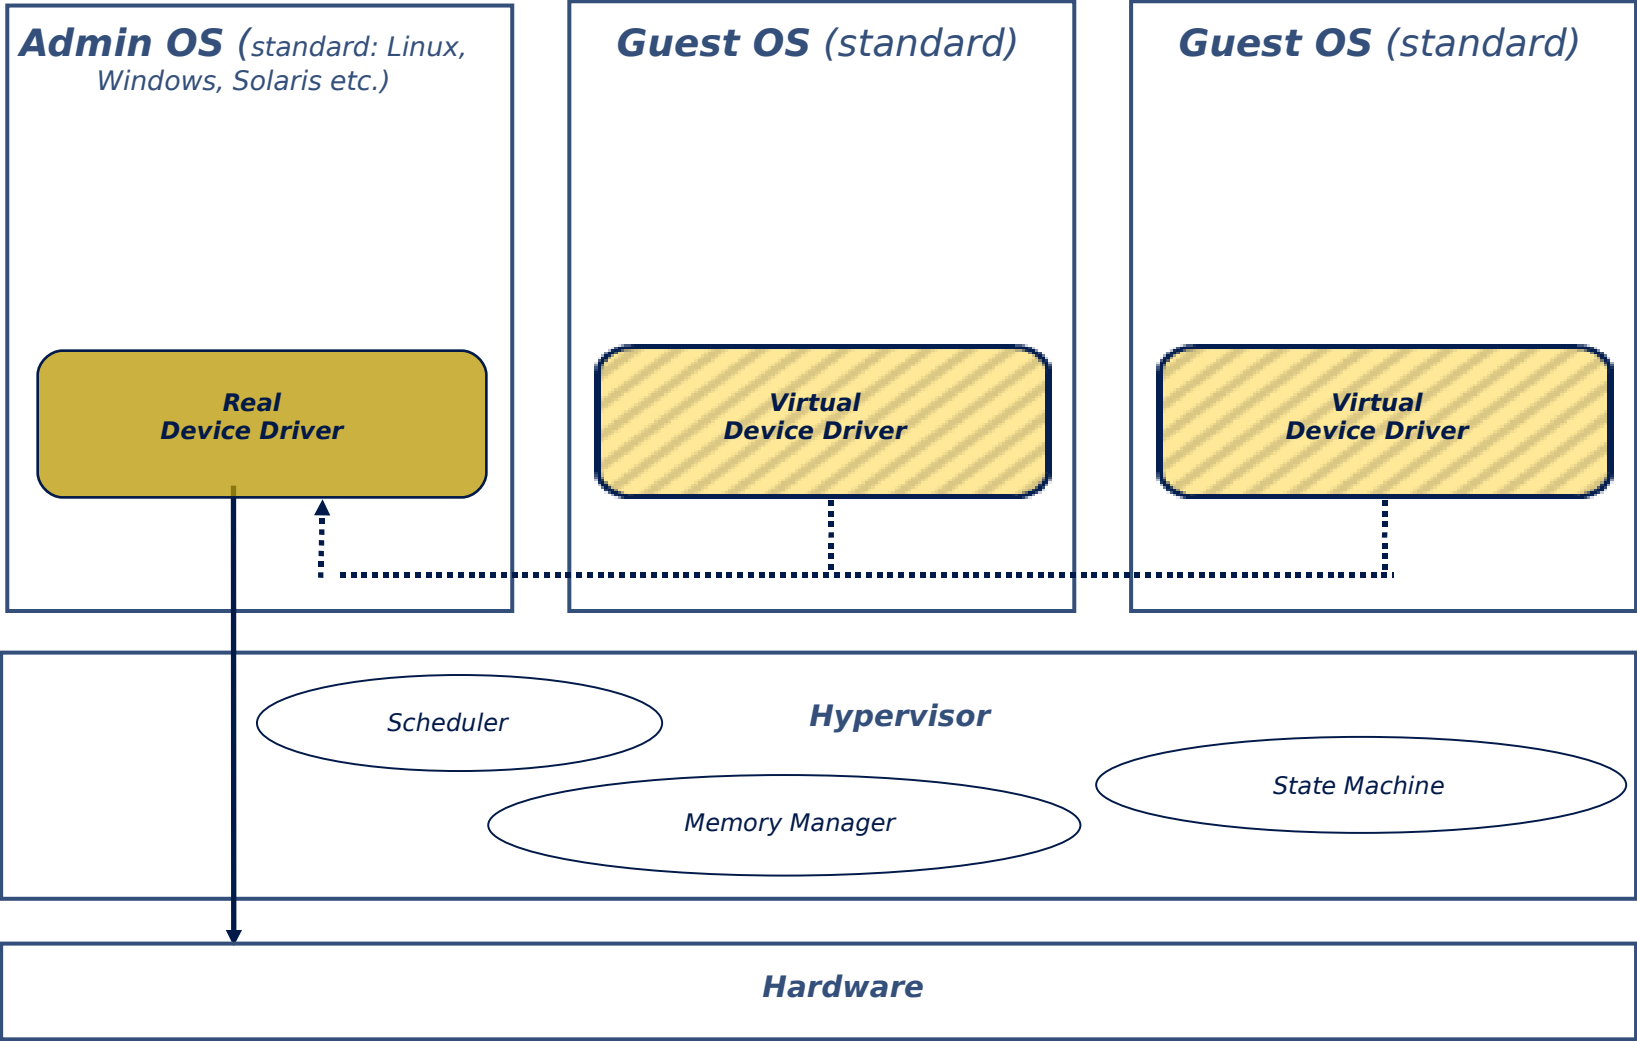 Admin OS (standard: Linux,
Windows, Solaris etc.)
Guest OS (standard)
Guest OS (standard)
Real
Device Driver
Virtual
Device Driver
Virtual
Device Driver
Scheduler
Hypervisor
State Machine
Memory Manager
Hardware